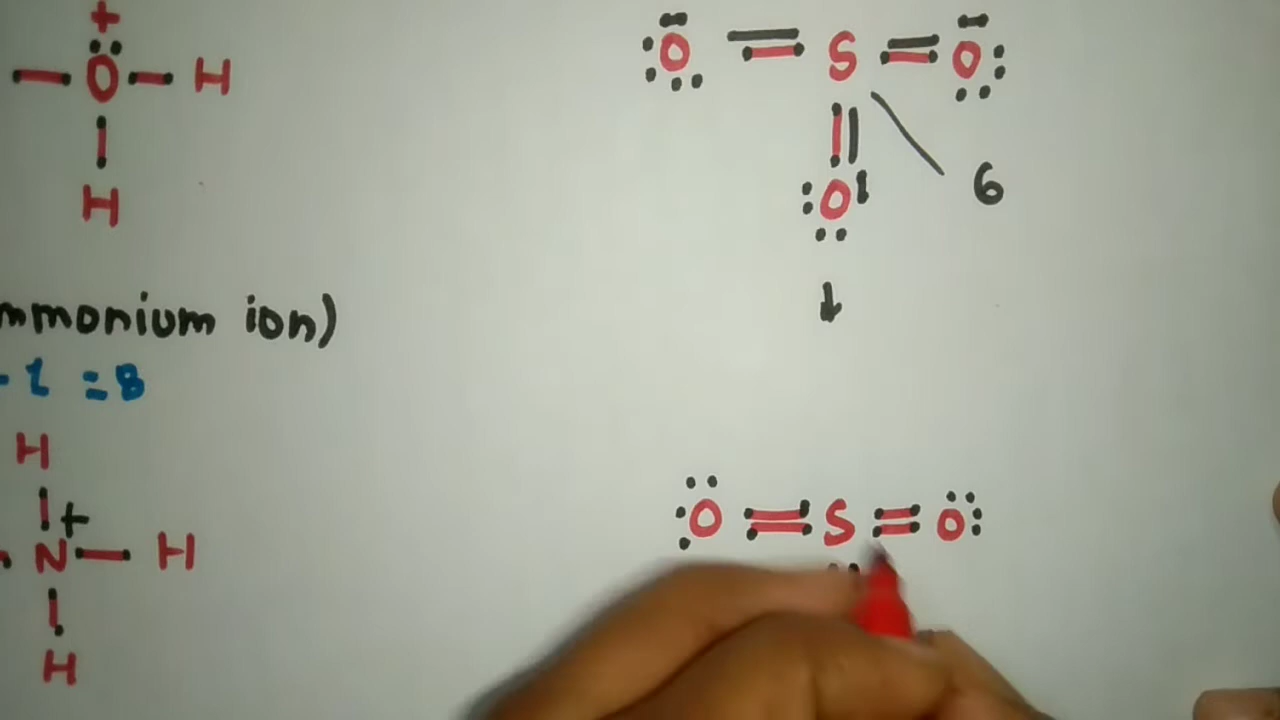 +
O H
H
mmonium ion)
- 1 = 8
H
+
N H
H
O S O
O
6
O S O